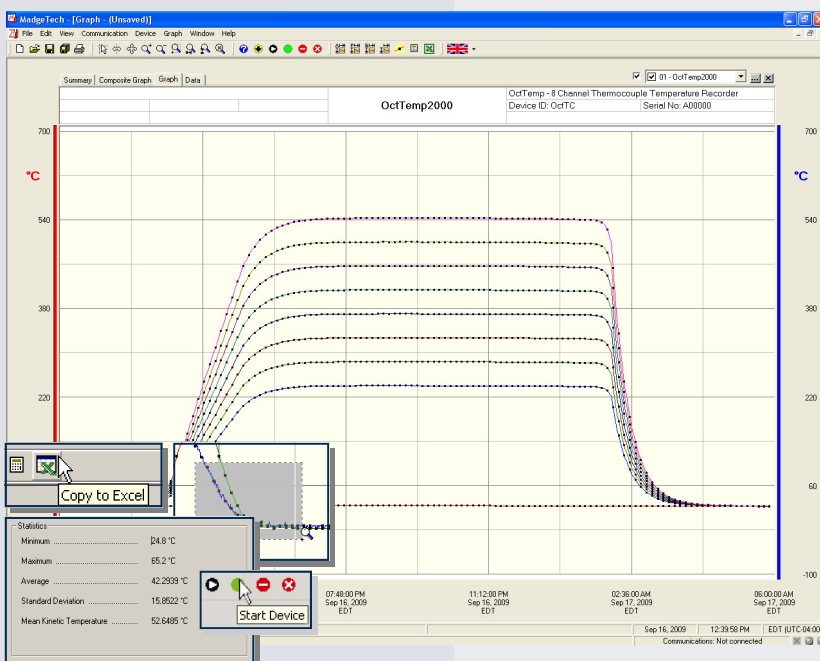 MadgeTech - [Graph - (Unsaved)]
File Edit View Communication Device Graph Window Help
Summary Composite Graph Graph Data
01 - OctTemp2000
OctTemp2000
OctTemp - 8 Channel Thermocouple Temperature Recorder
Device ID: OctTC Serial No: A00000
700 700
°C °C
540 540
380 380
220 220
60 60
-100
Copy to Excel
Statistics
Minimum 24.8 °C
Maximum 65.2 °C
Average 42.2939 °C
Standard Deviation 15.8522 °C
Mean Kinetic Temperature 52.6485 °C
Start Device
07:48:00 PM
Sep 16, 2009
EDT
11:12:00 PM
Sep 16, 2009
EDT
02:36:00 AM
Sep 17, 2009
EDT
06:00:00 AM
Sep 17, 2009
EDT
Sep 16, 2009 12:39:58 PM EDT (UTC-04:00
Communications: Not connected